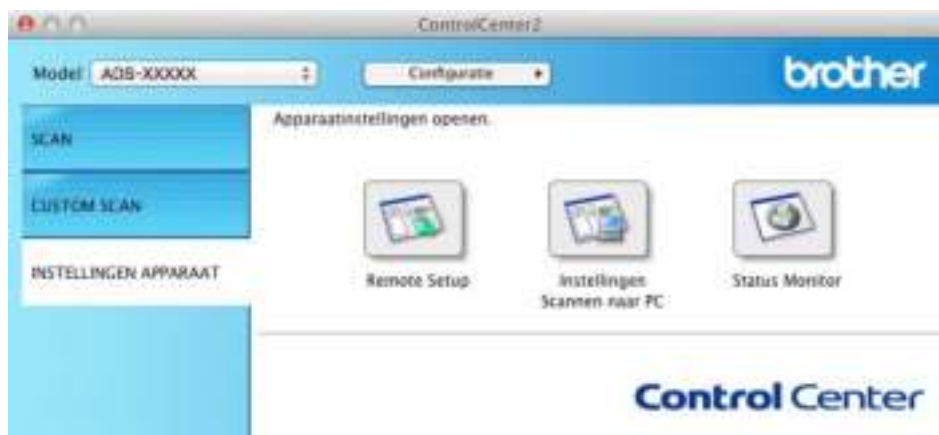 ControlCenter2
Model ADS-XXXXX Configuratie brother
SCAN
CUSTOM SCAN
INSTELLINGEN APPARAAT
Apparaatinstellingen openen.
Remote Setup
Instellingen
Scannen naar PC
Status Monitor
Control Center